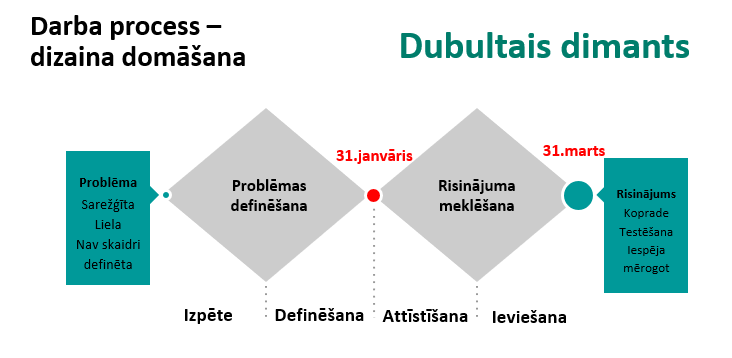 Darba process –
dizaina domāšana
Dubultais dimants
31.janvāris
31.marts
Problēma
Sarežģīta
Liela
Nav skaidri
definēta
Problēmas
definēšana
Risinājuma
meklēšana
Risinājums
Koprade
Testēšana
Iespēja
mērogot
Izpēte
Definēšana
Attīstīšana
Ieviešana